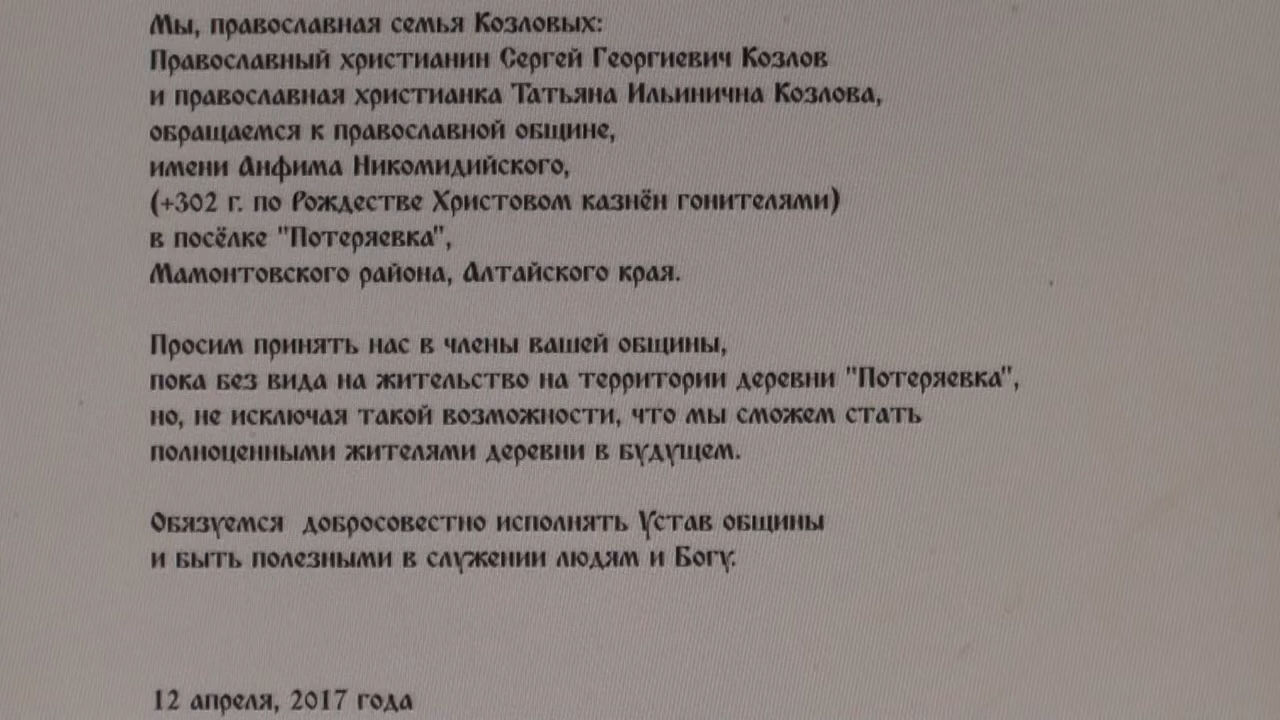 Мы, православная семья Козловых:
Православный христианин Сергей Георгиевич Козлов
и православная христианка Татьяна Ильинична Козлова,
обращаемся к православной общине,
имени Анфима Никомидийского,
(+302 г. по Рождестве Христовом казнён гонителями)
в посёлке "Потеряевка",
Мамонтовского района, Алтайского края.
Просим принять нас в члены вашей общины,
пока без вида на жительство на территории деревни "Потеряевка",
но, не исключая такой возможности, что мы сможем стать
полноценными жителями деревни в будущем.
Обязуемся добросовестно исполнять Устав общины
и быть полезными в служении людям и Богу.
12 апреля, 2017 года